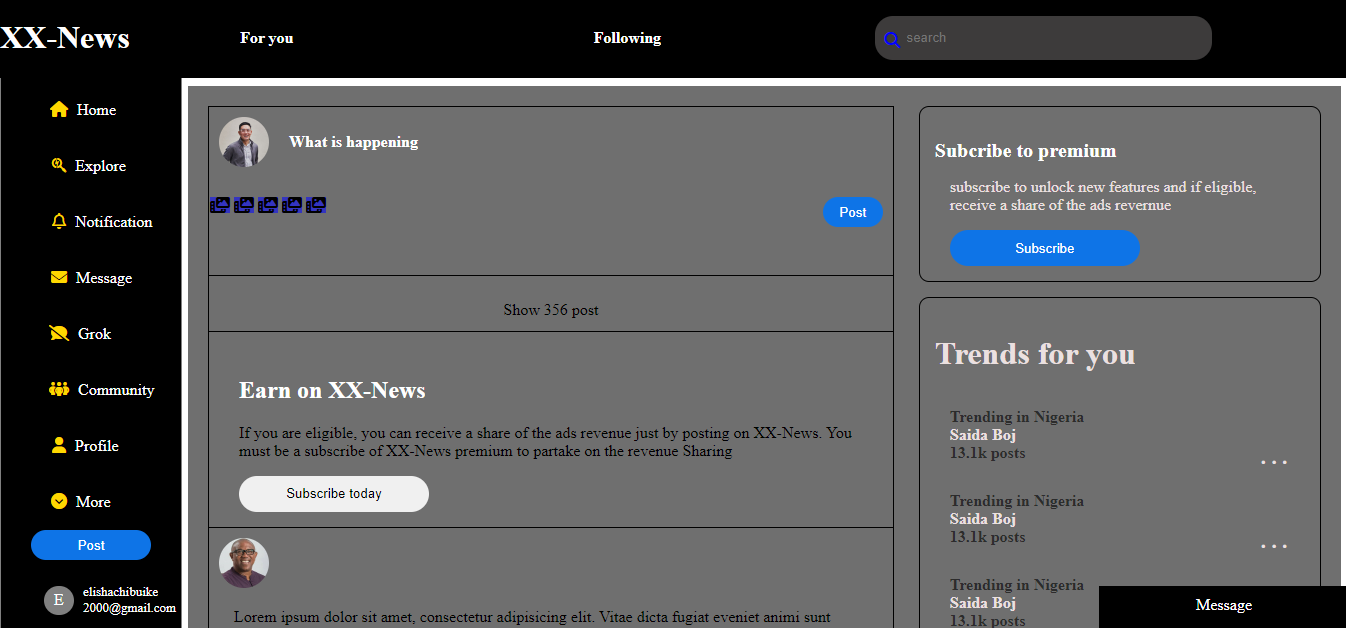 XX-News
For you
Following
search
Home
Explore
Notification
Message
Grok
Community
Profile
More
Post
E
elishachibuike
2000@gmail.com
What is happening
Post
Show 356 post
Earn on XX-News
If you are eligible, you can receive a share of the ads revenue just by posting on XX-News. You
must be a subscribe of XX-News premium to partake on the revenue Sharing
Subscribe today
Lorem ipsum dolor sit amet, consectetur adipisicing elit. Vitae dicta fugiat eveniet animi sunt
Subcribe to premium
subscribe to unlock new features and if eligible,
receive a share of the ads revernue
Subscribe
Trends for you
Trending in Nigeria
Saida Boj
13.1k posts
...
Trending in Nigeria
Saida Boj
13.1k posts
...
Trending in Nigeria
Saida Boj
13.1k posts
Message